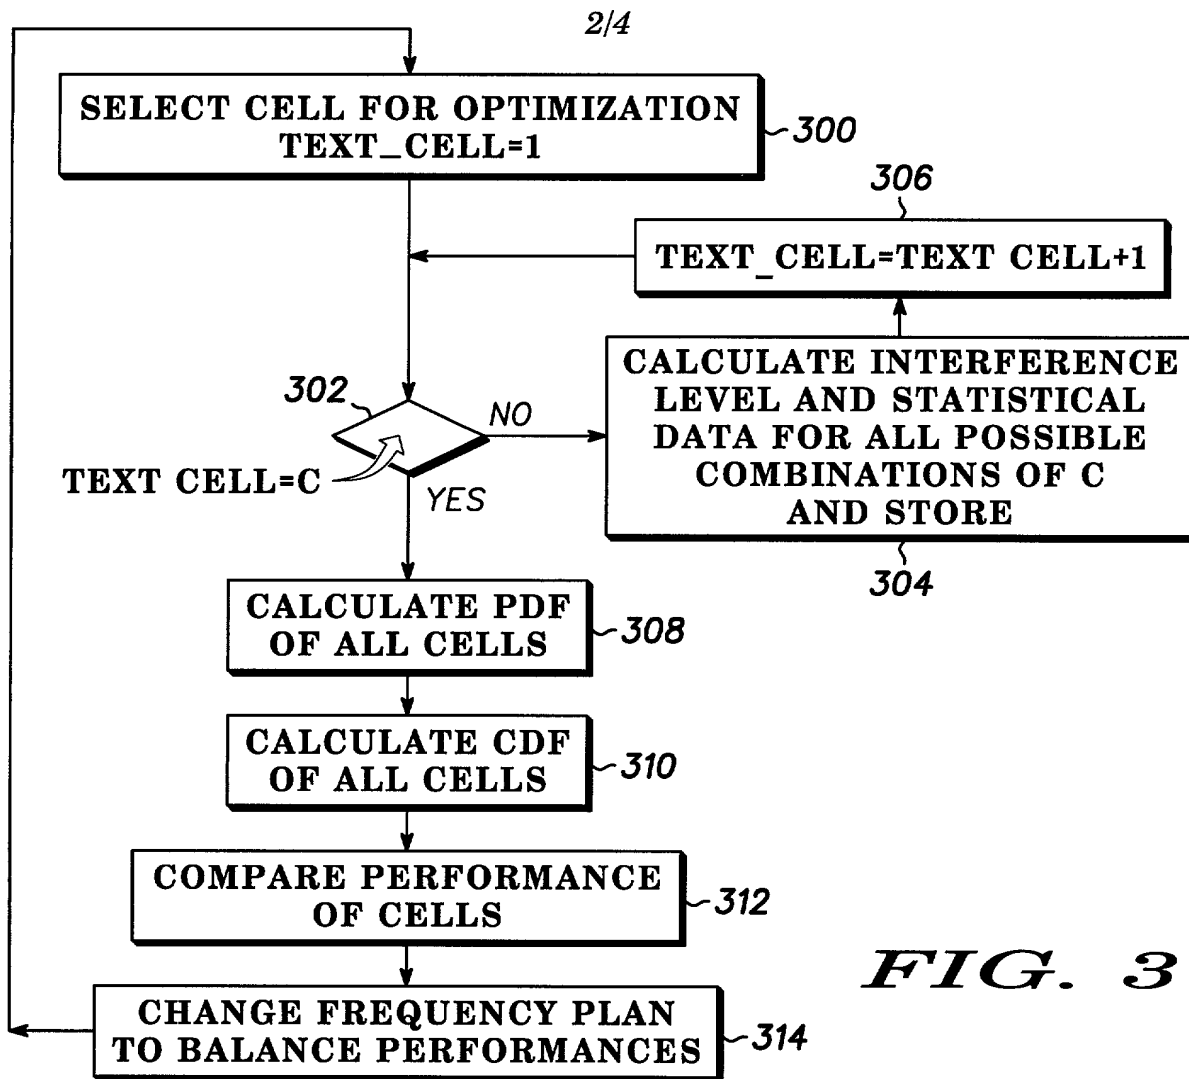 2/4
SELECT CELL FOR OPTIMIZATION
TEXT_CELL=1
300
306
TEXT_CELL=TEXT CELL+1
CALCULATE INTERFERENCE
LEVEL AND STATISTICAL
DATA FOR ALL POSSIBLE
COMBINATIONS OF C
AND STORE
304
302
NO
TEXT CELL=C
YES
CALCULATE PDF
OF ALL CELLS
308
CALCULATE CDF
OF ALL CELLS
310
COMPARE PERFORMANCE
OF CELLS
312
CHANGE FREQUENCY PLAN
TO BALANCE PERFORMANCES
314
FIG. 3